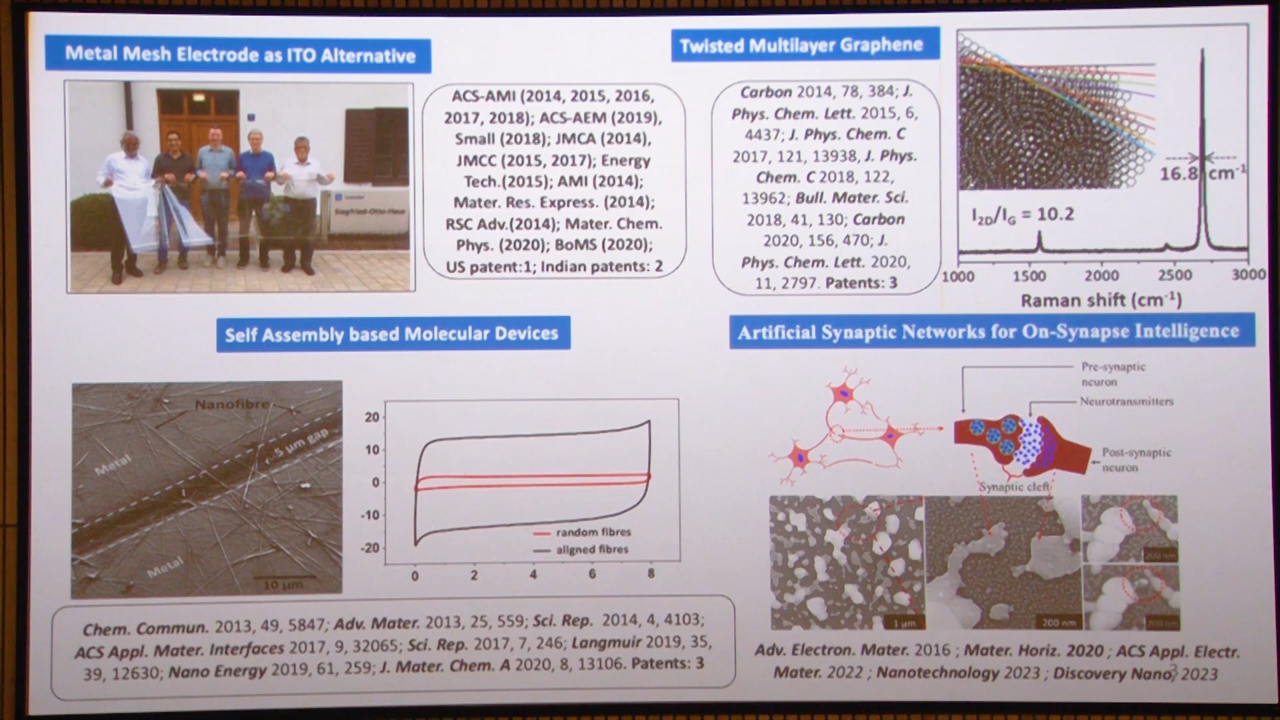 Metal Mesh Electrode as ITO Alternative
Siegfried-Otto-Haus
ACS-AMI (2014, 2015, 2016,
2017, 2018); ACS-AEM (2019),
Small (2018); JMCA (2014),
JMCC (2015, 2017); Energy
Tech.(2015); AMI (2014);
Mater. Res. Express. (2014);
RSC Adv.(2014); Mater. Chem.
Phys. (2020); BoMS (2020);
US patent:1; Indian patents: 2
Twisted Multilayer Graphene
Carbon 2014, 78, 384; J.
Phys. Chem. Lett. 2015, 6,
4437; J. Phys. Chem. C
2017, 121, 13938, J. Phys.
Chem. C 2018, 122,
13962; Bull. Mater. Sci.
2018, 41, 130; Carbon
2020, 156, 470; J.
Phys. Chem. Lett. 2020,
11, 2797. Patents: 3
16.8 cm-1
I2D/IG = 10.2
1000 1500 2000 2500 3000
Raman shift (cm-1)
Self Assembly based Molecular Devices
Nanofibre
Metal
~5 µm gap
Metal
10 µm
20
10
0
-10
-20
random fibres
aligned fibres
0 2 4 6 8
Chem. Commun. 2013, 49, 5847; Adv. Mater. 2013, 25, 559; Sci. Rep. 2014, 4, 4103;
ACS Appl. Mater. Interfaces 2017, 9, 32065; Sci. Rep. 2017, 7, 246; Langmuir 2019, 35,
39, 12630; Nano Energy 2019, 61, 259; J. Mater. Chem. A 2020, 8, 13106. Patents: 3
Artificial Synaptic Networks for On-Synapse Intelligence
Pre-synaptic
neuron
Neurotransmitters
Post-synaptic
neuron
Synaptic cleft
1 µm
200 nm
200 nm
200 nm
Adv. Electron. Mater. 2016 ; Mater. Horiz. 2020 ; ACS Appl. Electr.
Mater. 2022 ; Nanotechnology 2023 ; Discovery Nano, 2023
3